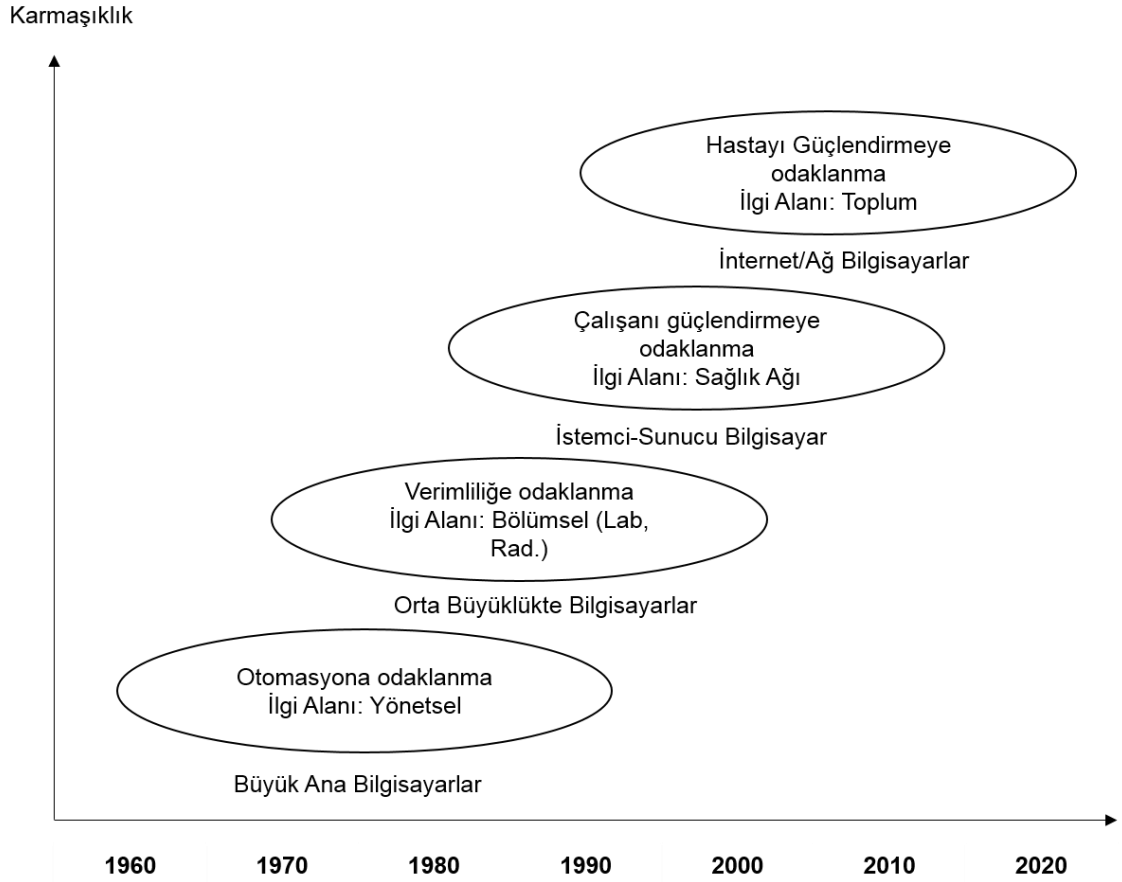 Karmaşıklık
Hastayı Güçlendirmeye
odaklanma
İlgi Alanı: Toplum
İnternet/Ağ Bilgisayarlar
Çalışanı güçlendirmeye
odaklanma
İlgi Alanı: Sağlık Ağı
İstemci-Sunucu Bilgisayar
Verimliliğe odaklanma
İlgi Alanı: Bölümsel (Lab,
Rad.)
Orta Büyüklükte Bilgisayarlar
Otomasyona odaklanma
İlgi Alanı: Yönetsel
Büyük Ana Bilgisayarlar
1960 1970 1980 1990 2000 2010 2020